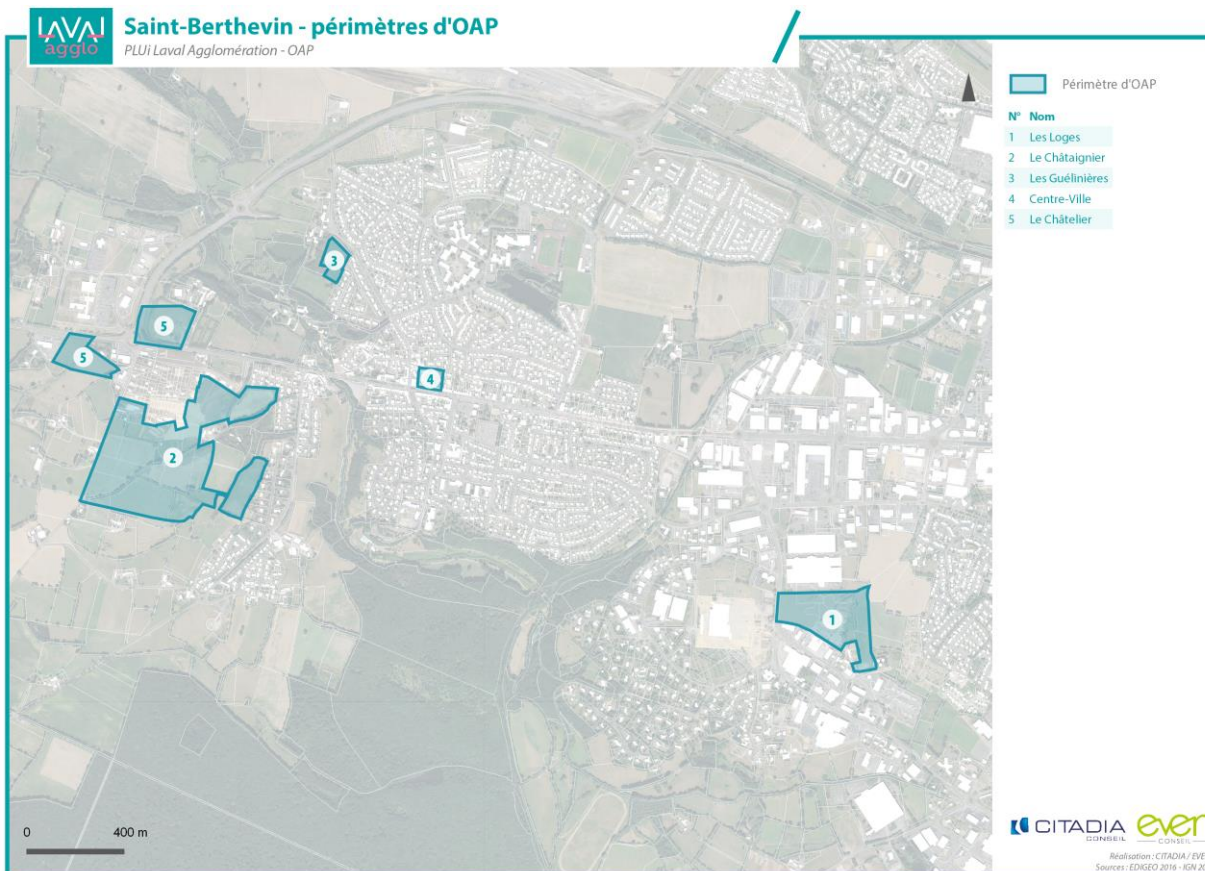 LAVAL
agglo
Saint-Berthevin - périmètres d'OAP
PLUi Laval Agglomération - OAP
Périmètre d'OAP
N° Nom
1 Les Loges
2 Le Châtaignier
3 Les Guélinières
4 Centre-Ville
5 Le Châtelier
3
5
5
4
2
1
0 400 m
CITADIA
CONSEIL
even
CONSEIL
Réalisation : CITADIA / EVE
Sources : EDIGEO 2016 - IGN 20